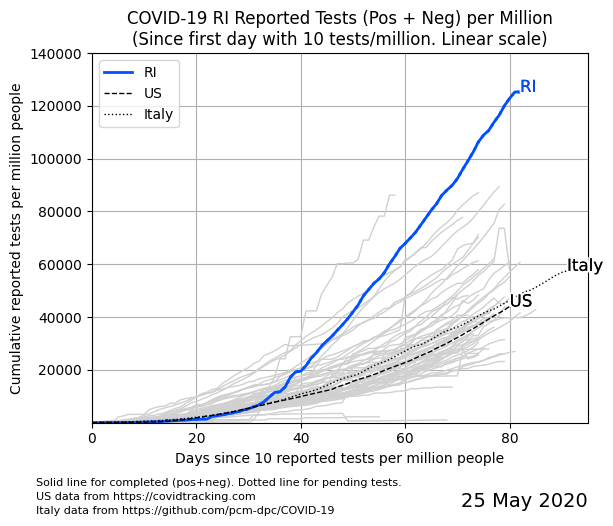 COVID-19 RI Reported Tests (Pos + Neg) per Million
(Since first day with 10 tests/million. Linear scale)
140000
120000
100000
80000
60000
40000
20000
Cumulative reported tests per million people
RI
US
Italy
RI
Italy
US
0
20
40
60
80
Days since 10 reported tests per million people
Solid line for completed (pos+neg). Dotted line for pending tests.
US data from https://covidtracking.com
Italy data from https://github.com/pcm-dpc/COVID-19
25 May 2020